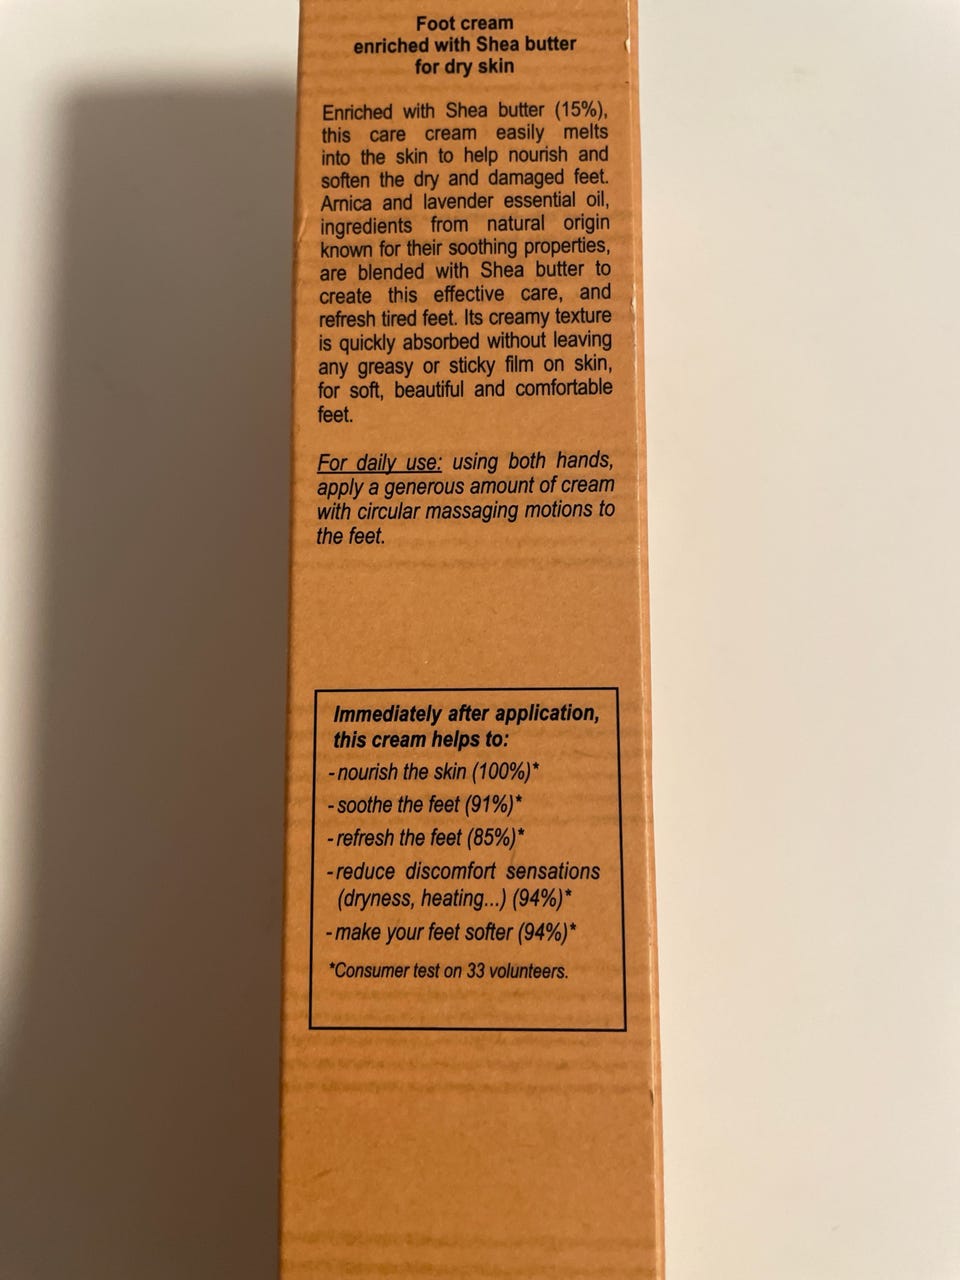 Foot cream
enriched with Shea butter
for dry skin
Enriched with Shea butter (15%),
this care cream easily melts
into the skin to help nourish and
soften the dry and damaged feet.
Arnica and lavender essential oil,
ingredients from natural origin
known for their soothing properties,
are blended with Shea butter to
create this effective care, and
refresh tired feet. Its creamy texture
is quickly absorbed without leaving
any greasy or sticky film on skin,
for soft, beautiful and comfortable
feet.
For daily use: using both hands,
apply a generous amount of cream
with circular massaging motions to
the feet.
Immediately after application,
this cream helps to:
- nourish the skin (100%)*
- soothe the feet (91%)*
- refresh the feet (85%)*
- reduce discomfort sensations
(dryness, heating...) (94%)*
- make your feet softer (94%)*
*Consumer test on 33 volunteers.